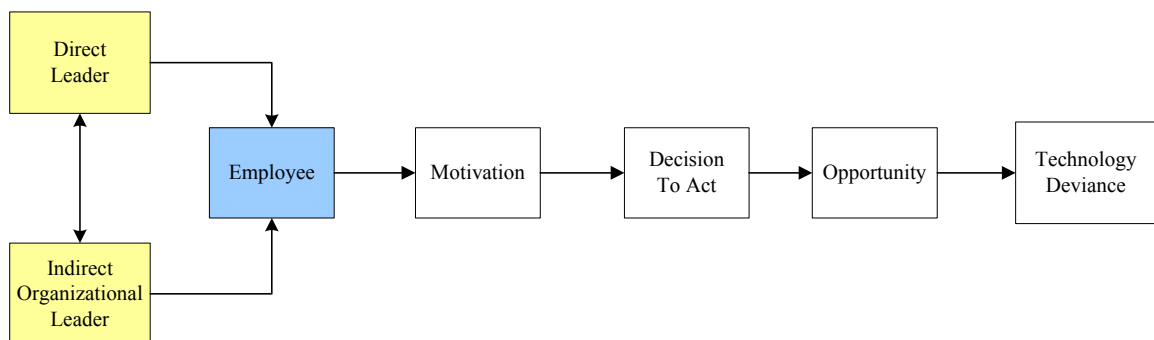 Direct
Leader
Employee
Motivation
Decision
To Act
Opportunity
Technology
Deviance
Indirect
Organizational
Leader